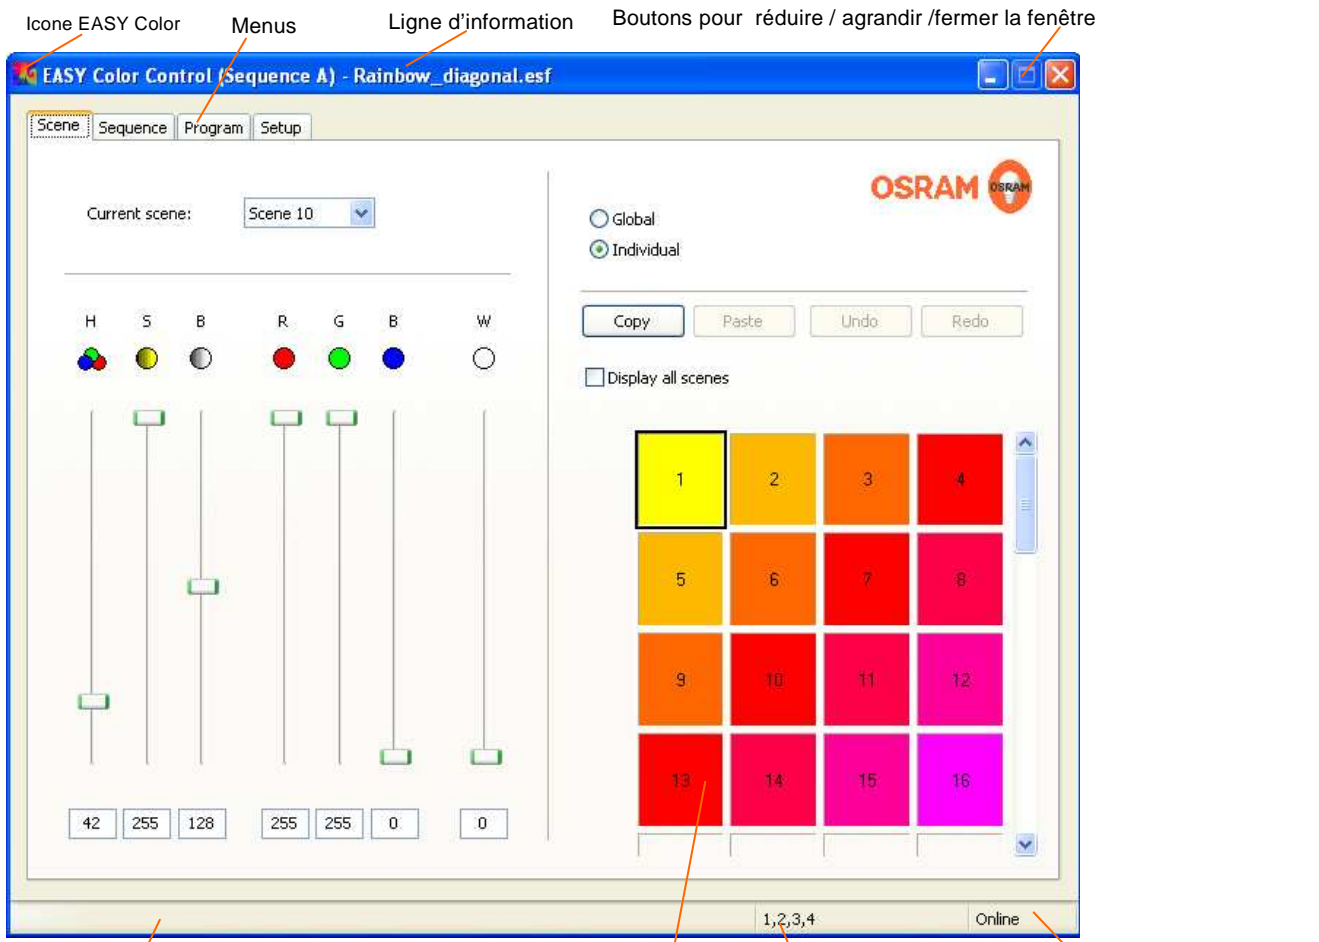 Icone EASY Color
Menus
Ligne d'information
Boutons pour réduire / agrandir /fermer la fenêtre
EASY Color Control (Sequence A) - Rainbow_diagonal.esf
Scene Sequence Program Setup
OSRAM OSRAM
Current scene: Scene 10
Global
Individual
H S B R G B W
Copy Paste Undo Redo
Display all scenes
1 2 3 4
5 6 7 8
9 10 11 12
13 14 15 16
42 255 128 255 255 0 0
1,2,3,4 Online